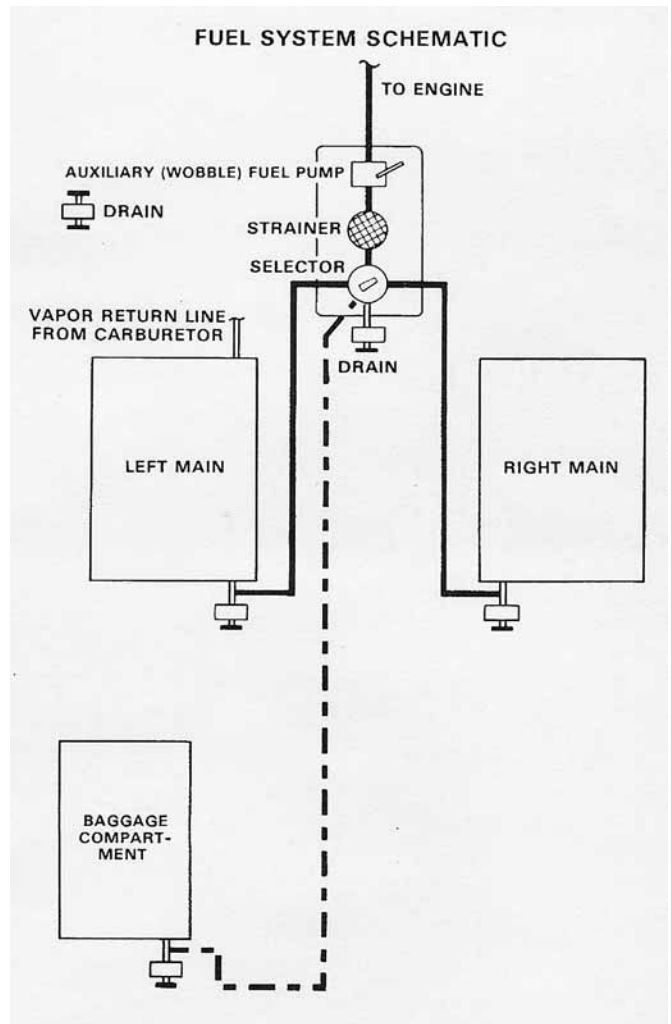 FUEL SYSTEM SCHEMATIC
TO ENGINE
AUXILIARY (WOBBLE) FUEL PUMP
DRAIN
STRAINER
SELECTOR
VAPOR RETURN LINE
FROM CARBURETOR
DRAIN
LEFT MAIN
RIGHT MAIN
BAGGAGE
COMPART-
MENT